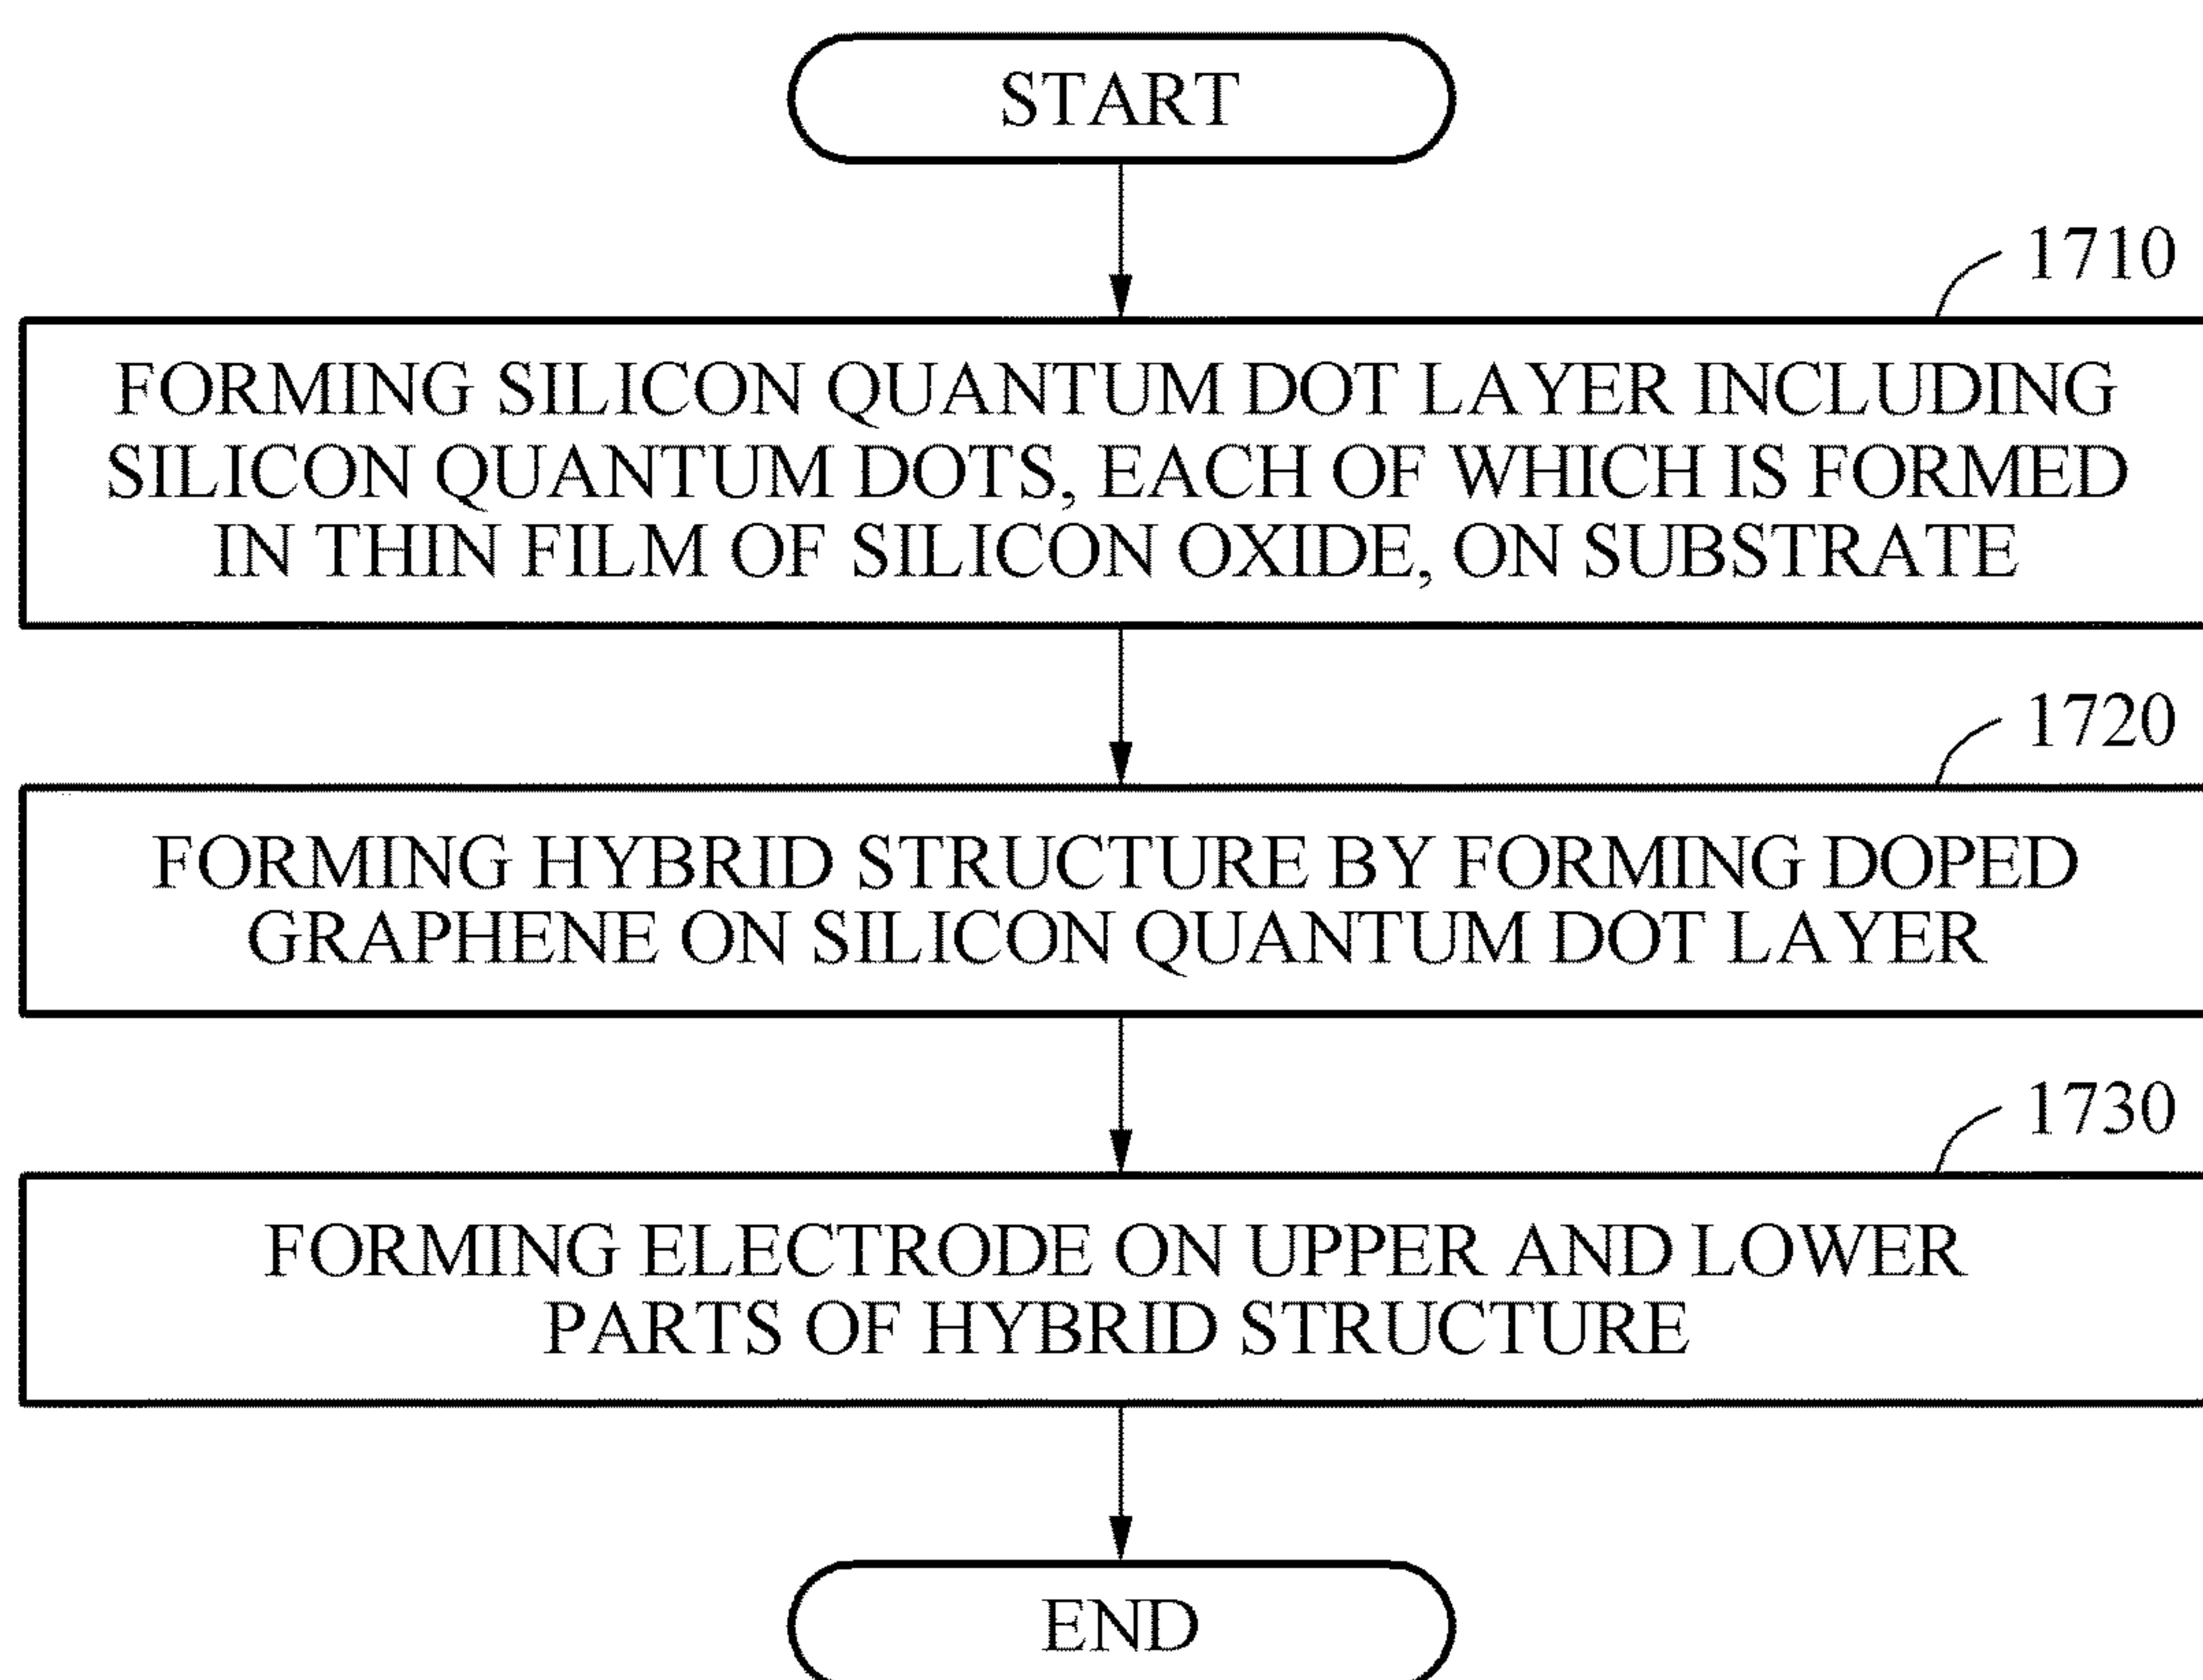 START
1710
FORMING SILICON QUANTUM DOT LAYER INCLUDING
SILICON QUANTUM DOTS, EACH OF WHICH IS FORMED
IN THIN FILM OF SILICON OXIDE, ON SUBSTRATE
1720
FORMING HYBRID STRUCTURE BY FORMING DOPED
GRAPHENE ON SILICON QUANTUM DOT LAYER
1730
FORMING ELECTRODE ON UPPER AND LOWER
PARTS OF HYBRID STRUCTURE
END